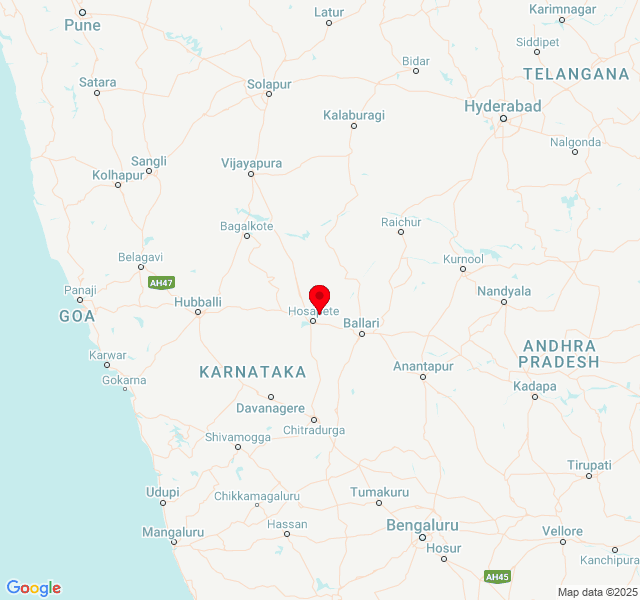 Latur
Karimnagar
Pune
Siddipet
Bidar
TELANGANA
Satara
Solapur
Hyderabad
Kalaburagi
Nalgonda
Sangli
Vijayapura
Kolhapur
Bagalkote
Raichur
Belagavi
Kurnool
AH47
Panaji
Nandyala
Hubballi
GOA
Hosapete
Ballari
ANDHRA
PRADESH
Karwar
Anantapur
KARNATAKA
Gokarna
Kadapa
Davanagere
Chitradurga
Shivamogga
Tirupati
Udupi
Chikkamagaluru
Tumakuru
Hassan
Bengaluru
Mangaluru
Vellore
Hosur
Kanchipuram
AH45
Google
Map data ©2025